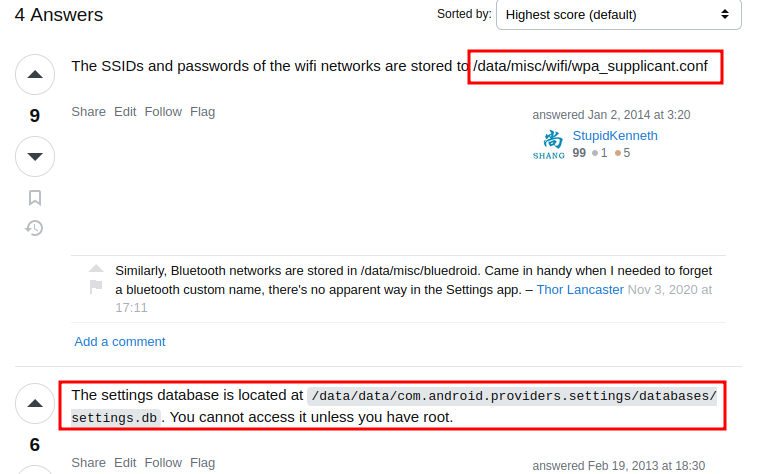 4 Answers
Sorted by:
Highest score (default)
The SSIDs and passwords of the wifi networks are stored to /data/misc/wifi/wpa_supplicant.conf
9
Share Edit Follow Flag
answered Jan 2, 2014 at 3:20
尚
SHANG
StupidKenneth
99 ●1 ●5
Similarly, Bluetooth networks are stored in /data/misc/bluedroid. Came in handy when I needed to forget
a bluetooth custom name, there's no apparent way in the Settings app. – Thor Lancaster Nov 3, 2020 at
17:11
Add a comment
The settings database is located at /data/data/com.android.providers.settings/databases/
settings.db. You cannot access it unless you have root.
6
Share Edit Follow Flag
answered Feb 19, 2013 at 18:30